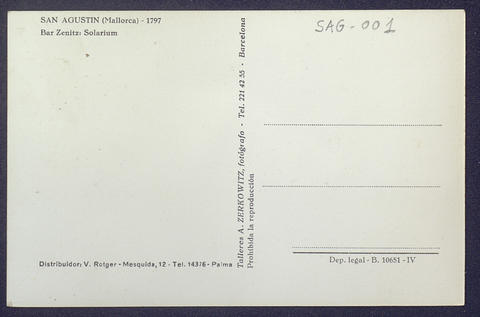 SAN AGUSTIN (Mallorca) - 1797
Bar Zenitz: Solarium
SAG-001
Talleres A. ZERKOWITZ, fotógrafo - Tel. 221 42 55 - Barcelona
Prohibida la reproducción
Distribuidor: V. Rotger - Mesquida, 12 - Tel. 14376 - Palma
Dep. legal - B. 10651 - IV